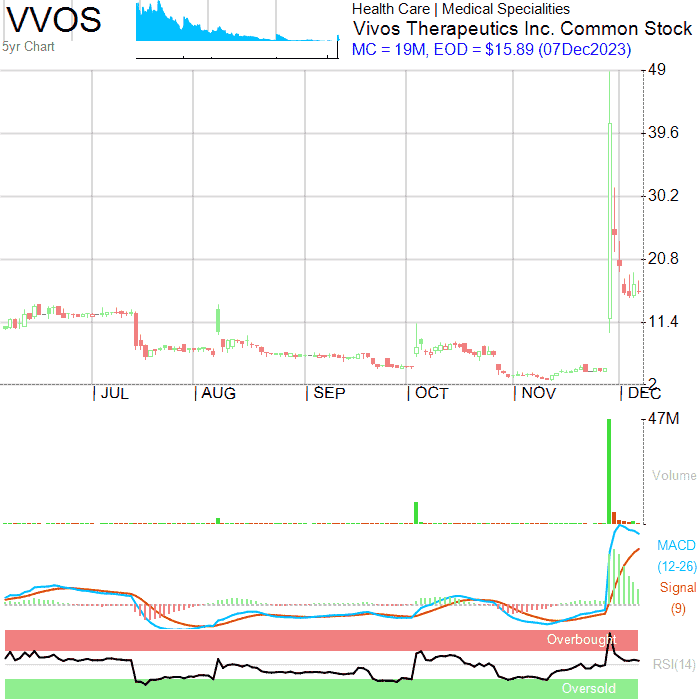 VVOS
5yr Chart
Health Care | Medical Specialities
Vivos Therapeutics Inc. Common Stock
MC = 19M, EOD = $15.89 (07Dec2023)
49
39.6
30.2
20.8
11.4
2
JUL AUG SEP OCT NOV DEC
47M
Volume
MACD
(12-26)
Signal
(9)
Overbought
RSI(14)
Oversold